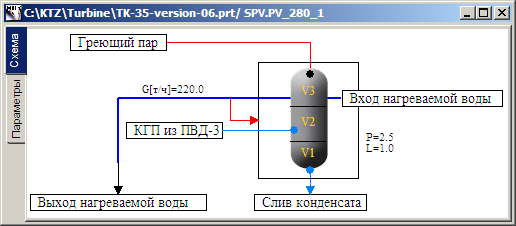 C:\KTZ\Turbine\TK-35-version-06.prt/ SPV.PV_280_1
Схема
Параметры
Греющий пар
G[т/ч]=220.0
V3
Вход нагреваемой воды
V2
КГП из ПВД-3
P=2.5
L=1.0
V1
Выход нагреваемой воды
Слив конденсата